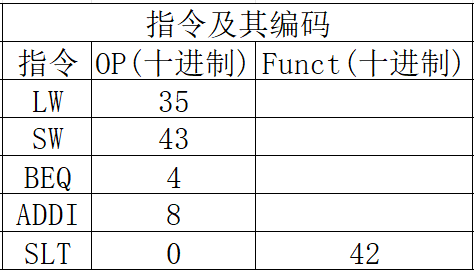 指令及其编码
指令 OP(十进制) Funct(十进制)
LW 35
SW 43
BEQ 4
ADDI 8
SLT 0 42